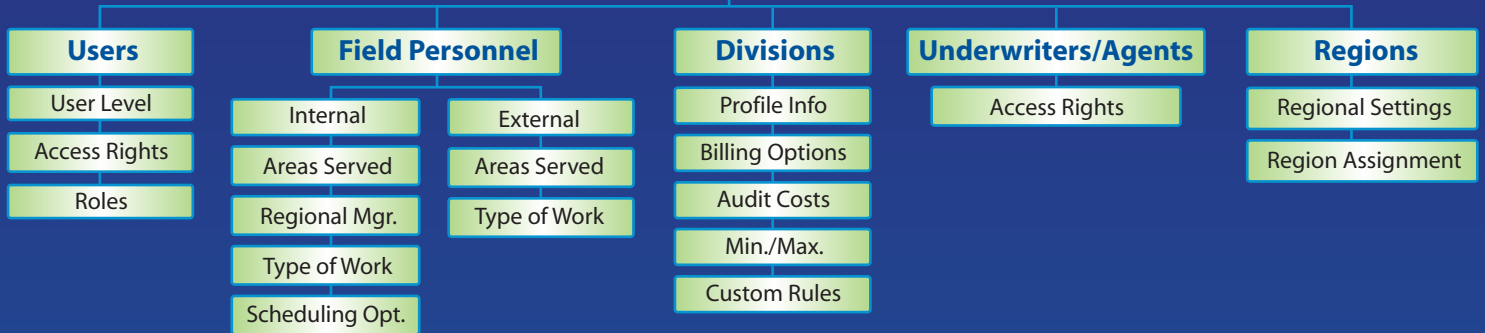 Users
User Level
Access Rights
Roles
Field Personnel
Internal
Areas Served
Regional Mgr.
Type of Work
Scheduling Opt.
External
Areas Served
Type of Work
Divisions
Profile Info
Billing Options
Audit Costs
Min./Max.
Custom Rules
Underwriters/Agents
Access Rights
Regions
Regional Settings
Region Assignment